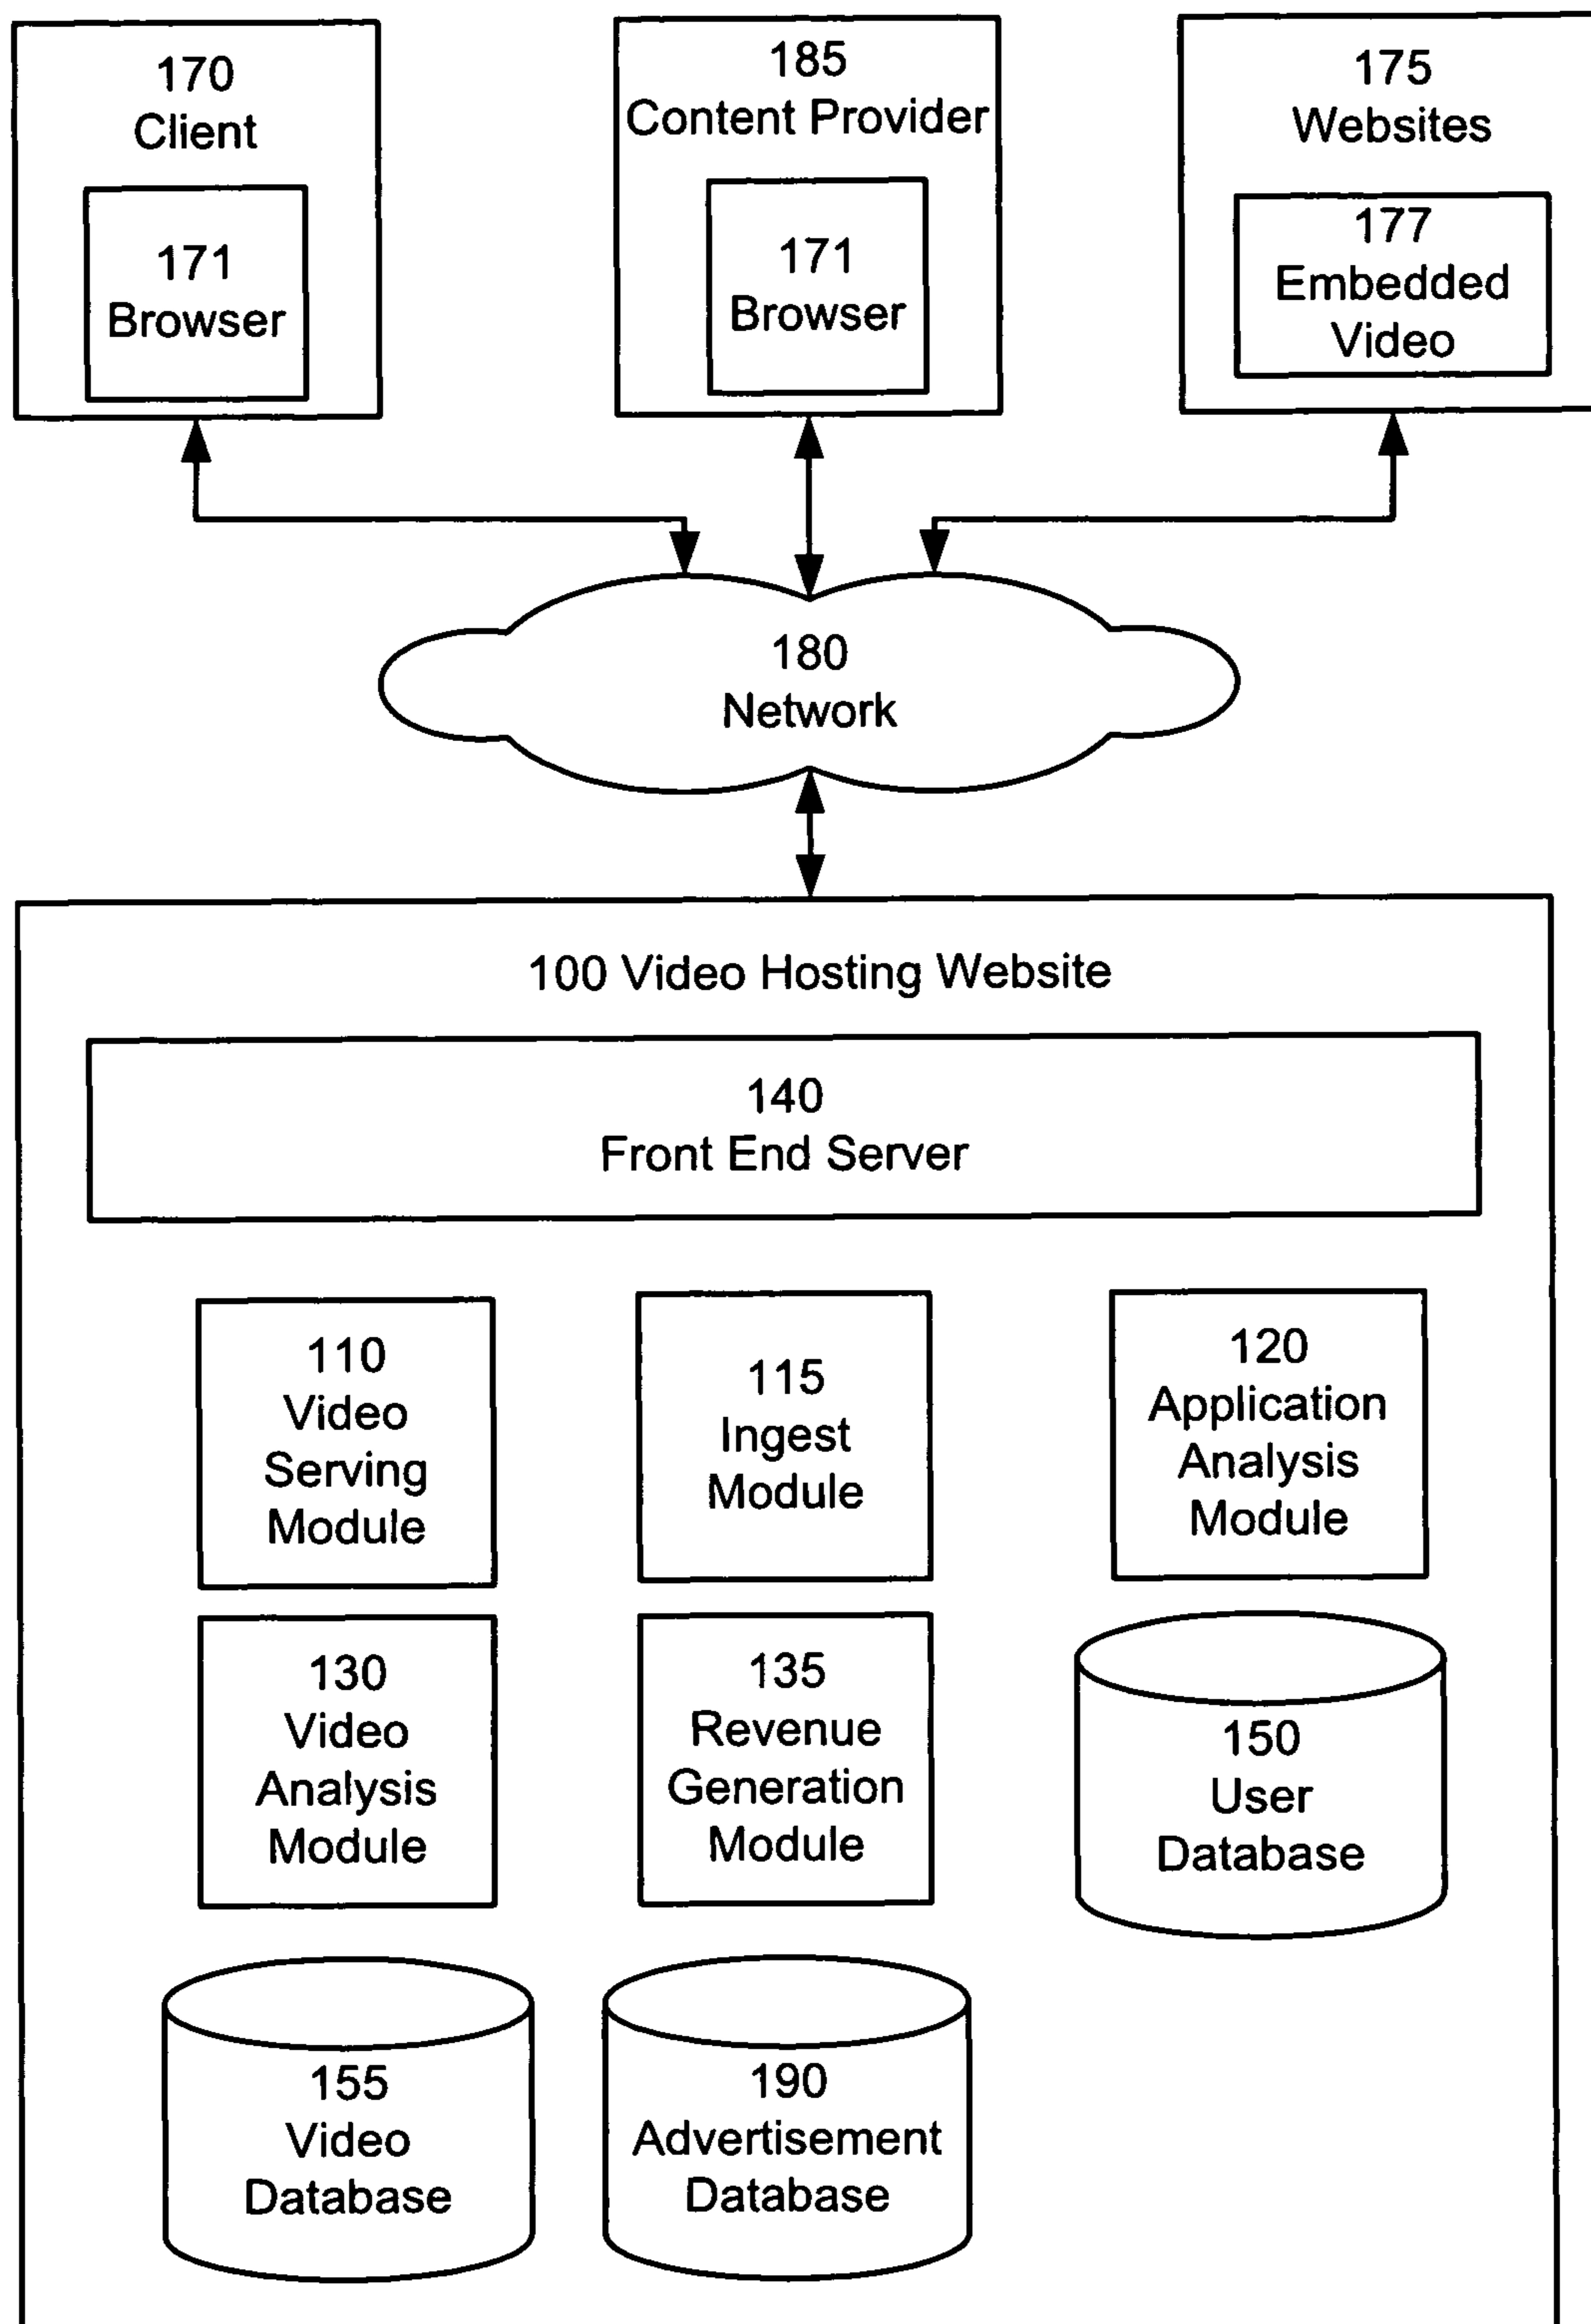 170
Client
171
Browser
185
Content Provider
171
Browser
175
Websites
177
Embedded
Video
180
Network
100 Video Hosting Website
140
Front End Server
110
Video
Serving
Module
115
Ingest
Module
120
Application
Analysis
Module
130
Video
Analysis
Module
135
Revenue
Generation
Module
150
User
Database
155
Video
Database
190
Advertisement
Database